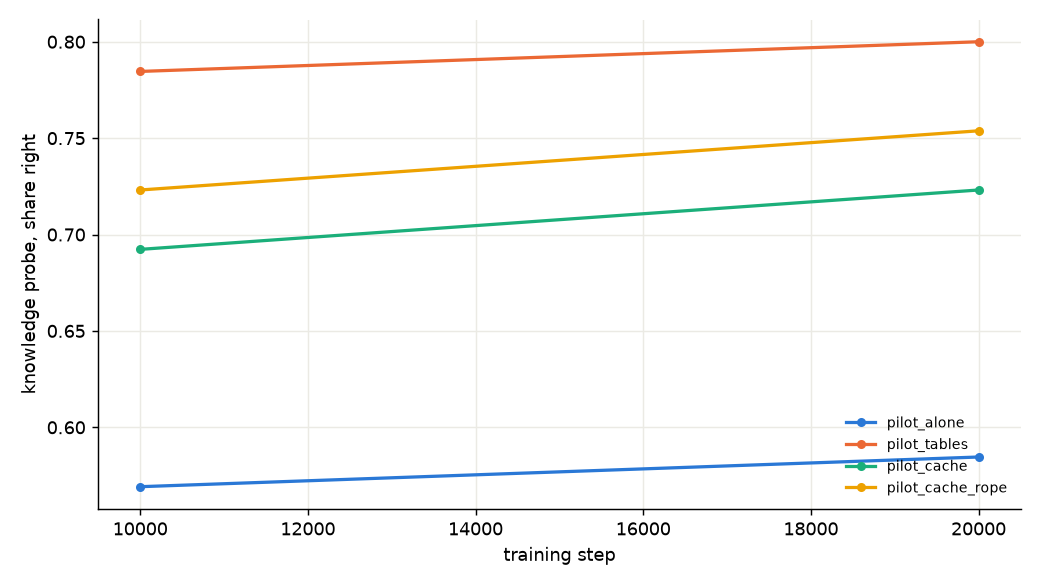 0.80
0.75
0.70
0.65
0.60
knowledge probe, share right
10000
12000
14000
16000
18000
20000
training step
pilot_alone
pilot_tables
pilot_cache
pilot_cache_rope